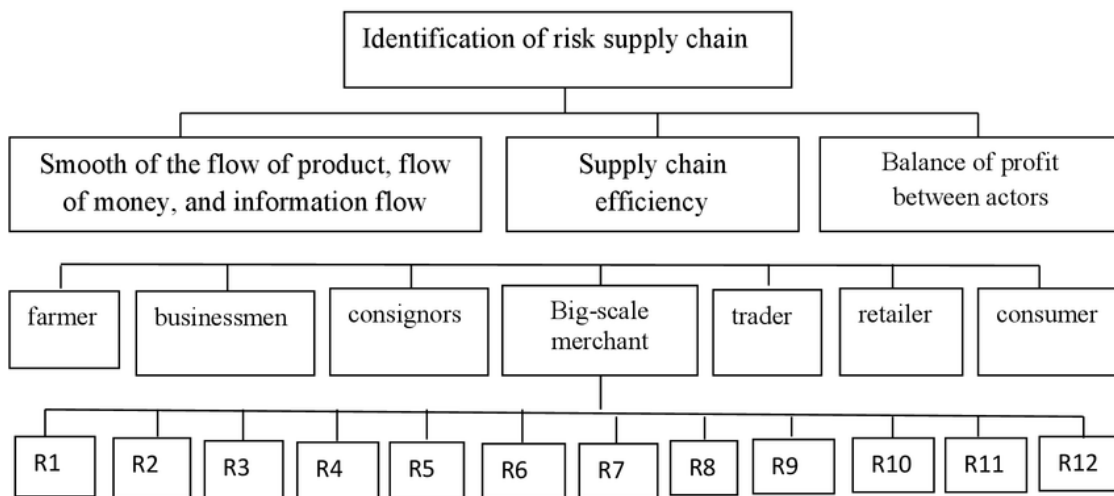 Identification of risk supply chain
Smooth of the flow of product, flow
of money, and information flow
Supply chain
efficiency
Balance of profit
between actors
farmer
businessmen
consignors
Big-scale
merchant
trader
retailer
consumer
R1
R2
R3
R4
R5
R6
R7
R8
R9
R10
R11
R12